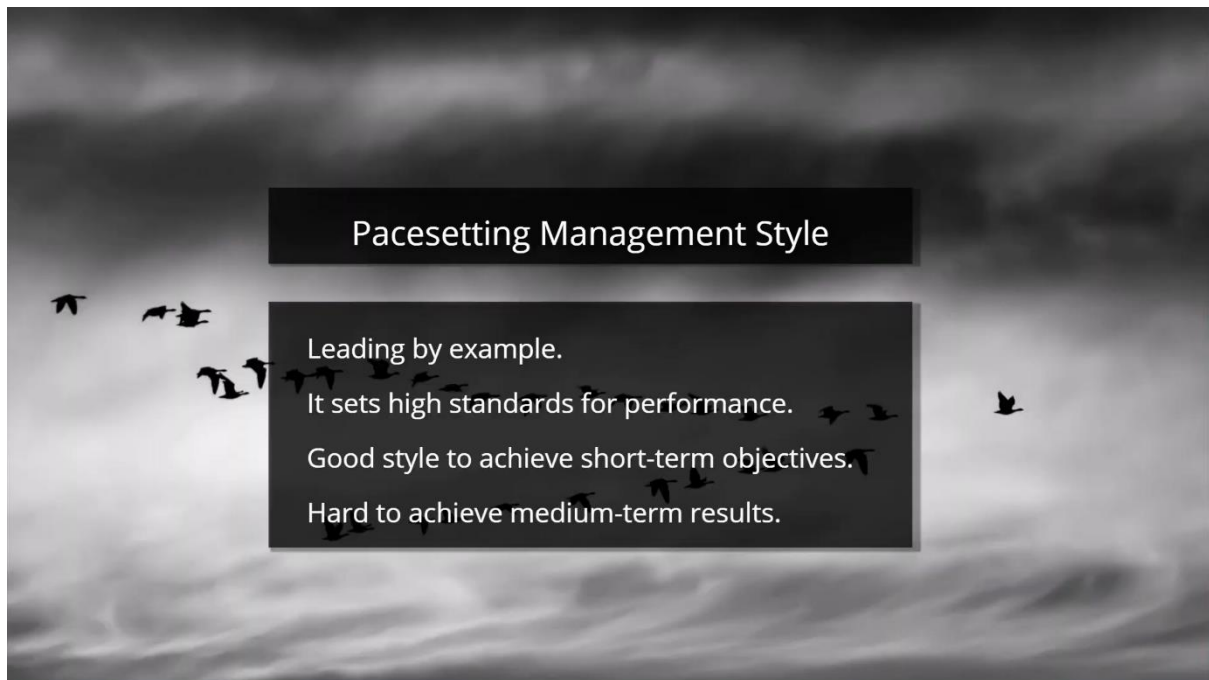 Pacesetting Management Style
Leading by example.
It sets high standards for performance.
Good style to achieve short-term objectives.
Hard to achieve medium-term results.